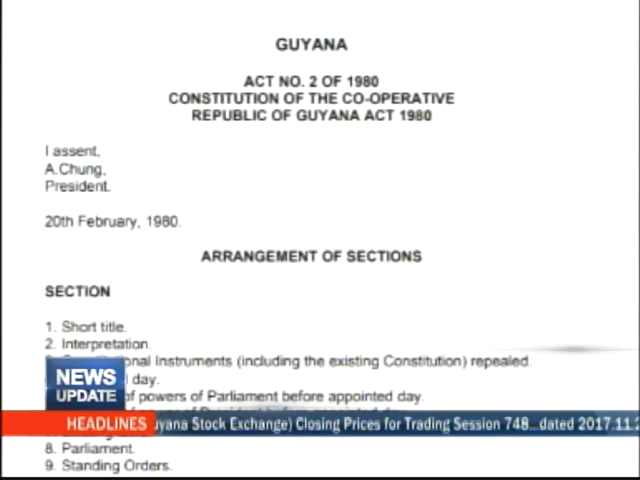 GUYANA
ACT NO. 2 OF 1980
CONSTITUTION OF THE CO-OPERATIVE
REPUBLIC OF GUYANA ACT 1980
I assent,
A.Chung,
President.
20th February, 1980.
ARRANGEMENT OF SECTIONS
SECTION
1. Short title.
2. Interpretation.
Instruments (including the existing Constitution) repealed.
day.
of powers of Parliament before appointed day.
NEWS
UPDATE
HEADLINES uyana Stock Exchange) Closing Prices for Trading Session 748...dated 2017.11.2
8. Parliament.
9. Standing Orders.